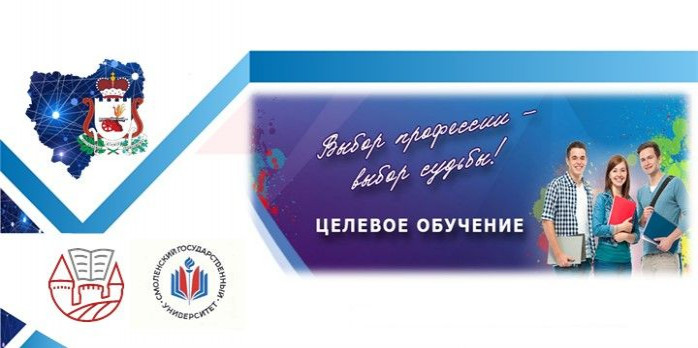 Выбор профессии –
выбор судьбы!
ЦЕЛЕВОЕ ОБУЧЕНИЕ
СМОЛЕНСКИЙ ГОСУДАРСТВЕННЫЙ
УНИВЕРСИТЕТ